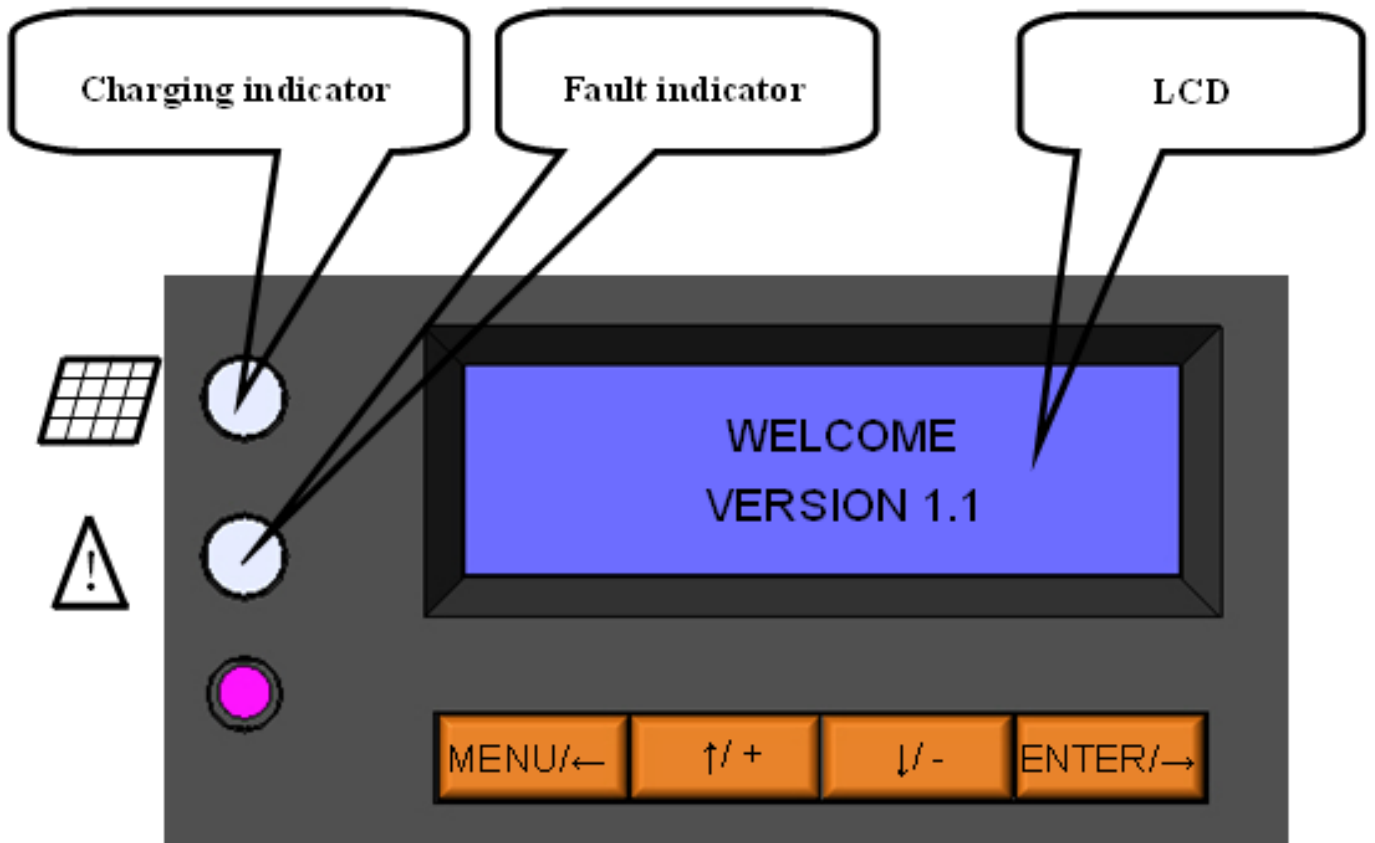 Charging indicator
Fault indicator
LCD
WELCOME
VERSION 1.1
!
MENU/←
↑/ +
↓/ -
ENTER/→